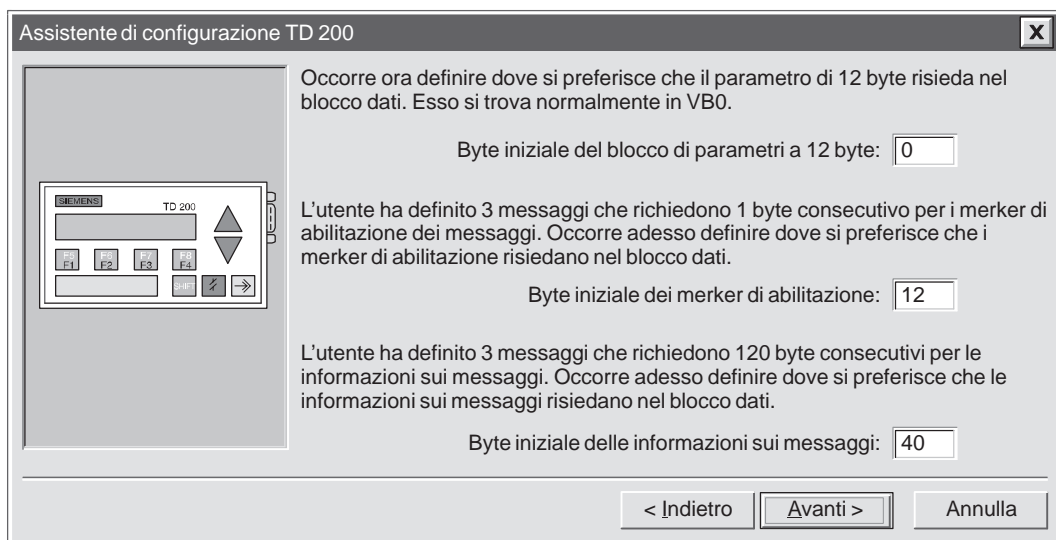 Assistente di configurazione TD 200
X
Occorre ora definire dove si preferisce che il parametro di 12 byte risieda nel
blocco dati. Esso si trova normalmente in VB0.
Byte iniziale del blocco di parametri a 12 byte: 0
SIEMENS
TD 200
F5 F6 F7 F8
F1 F2 F3 F4
SHIFT
L'utente ha definito 3 messaggi che richiedono 1 byte consecutivo per i merker di
abilitazione dei messaggi. Occorre adesso definire dove si preferisce che i
merker di abilitazione risiedano nel blocco dati.
Byte iniziale dei merker di abilitazione: 12
L'utente ha definito 3 messaggi che richiedono 120 byte consecutivi per le
informazioni sui messaggi. Occorre adesso definire dove si preferisce che le
informazioni sui messaggi risiedano nel blocco dati.
Byte iniziale delle informazioni sui messaggi: 40
< Indietro
Avanti >
Annulla